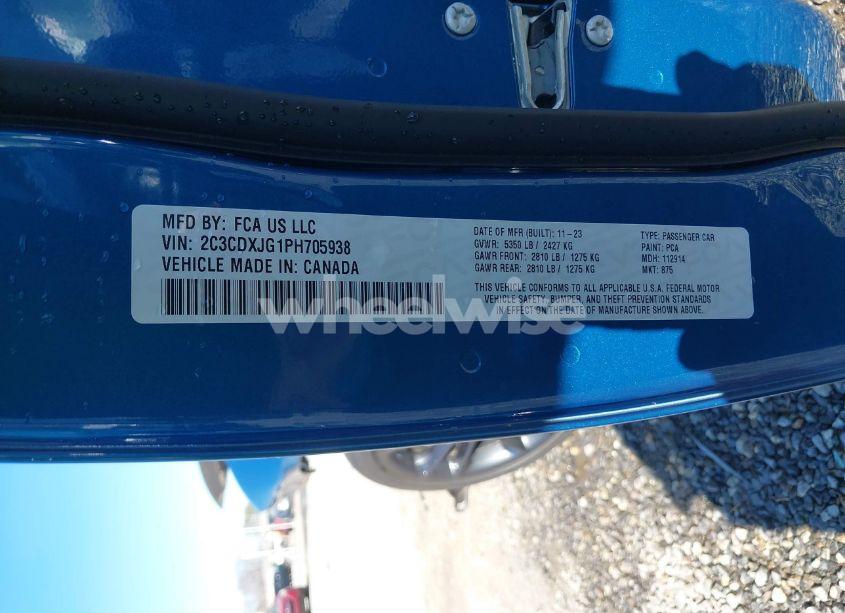 MFD BY: FCA US LLC
VIN: 2C3CDXJG1PH705938
VEHICLE MADE IN: CANADA
DATE OF MFR (BUILT): 11-23
GVWR: 5350 LB / 2427 KG
GAWR FRONT: 2810 LB / 1275 KG
GAWR REAR: 2810 LB / 1275 KG
TYPE: PASSENGER CAR
PAINT: PCA
MDH: 112914
MKT: 875
THIS VEHICLE CONFORMS TO ALL APPLICABLE U.S.A. FEDERAL MOTOR
VEHICLE SAFETY, BUMPER, AND THEFT PREVENTION STANDARDS
IN EFFECT ON THE DATE OF MANUFACTURE SHOWN ABOVE.
wheelwise